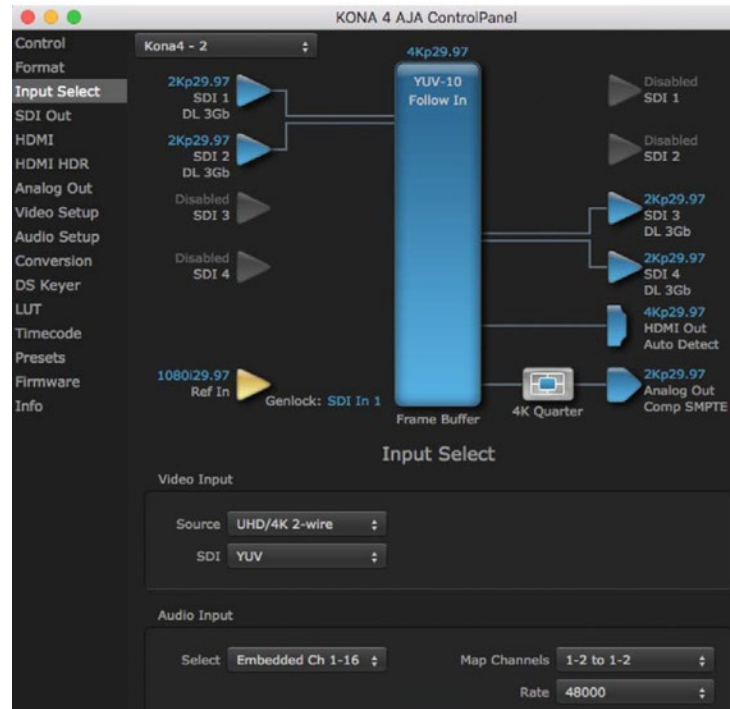 KONA 4 AJA ControlPanel
Control
Format
Input Select
SDI Out
HDMI
HDMI HDR
Analog Out
Video Setup
Audio Setup
Conversion
DS Keyer
LUT
Timecode
Presets
Firmware
Info
Kona4 - 2
2Kp29.97
SDI 1
DL 3Gb
2Kp29.97
SDI 2
DL 3Gb
Disabled
SDI 3
Disabled
SDI 4
1080i29.97
Ref In
Genlock: SDI In 1
4Kp29.97
YUV-10
Follow In
Frame Buffer
Disabled
SDI 1
Disabled
SDI 2
2Kp29.97
SDI 3
DL 3Gb
2Kp29.97
SDI 4
DL 3Gb
4Kp29.97
HDMI Out
Auto Detect
4K Quarter
2Kp29.97
Analog Out
Comp SMPTE
Input Select
Video Input
Source UHD/4K 2-wire
SDI YUV
Audio Input
Select Embedded Ch 1-16
Map Channels 1-2 to 1-2
Rate 48000